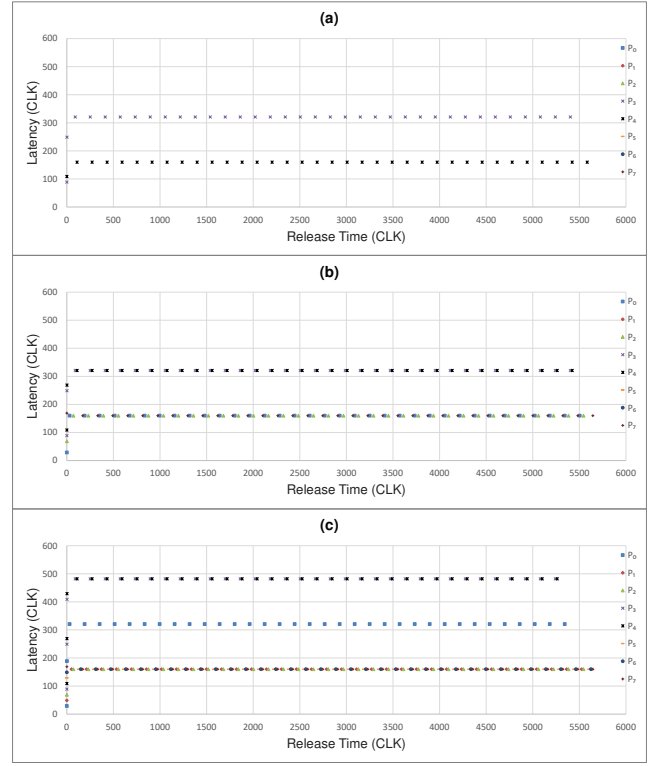 (a)
600
500
400
300
200
100
0
Latency (CLK)
0 500 1000 1500 2000 2500 3000 3500 4000 4500 5000 5500 6000
Release Time (CLK)
P₀
P₁
P₂
P₃
P₄
P₅
P₆
P₇
(b)
600
500
400
300
200
100
0
Latency (CLK)
0 500 1000 1500 2000 2500 3000 3500 4000 4500 5000 5500 6000
Release Time (CLK)
P₀
P₁
P₂
P₃
P₄
P₅
P₆
P₇
(c)
600
500
400
300
200
100
0
Latency (CLK)
0 500 1000 1500 2000 2500 3000 3500 4000 4500 5000 5500 6000
Release Time (CLK)
P₀
P₁
P₂
P₃
P₄
P₅
P₆
P₇